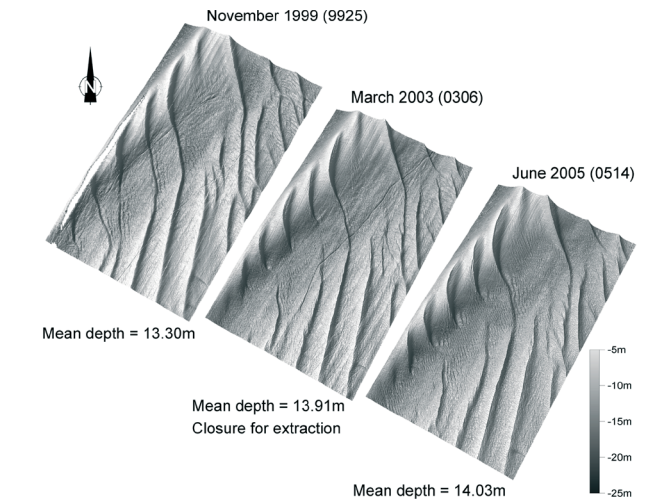 November 1999 (9925)
March 2003 (0306)
June 2005 (0514)
N
Mean depth = 13.30m
Mean depth = 13.91m
Closure for extraction
Mean depth = 14.03m
-5m
-10m
-15m
-20m
-25m